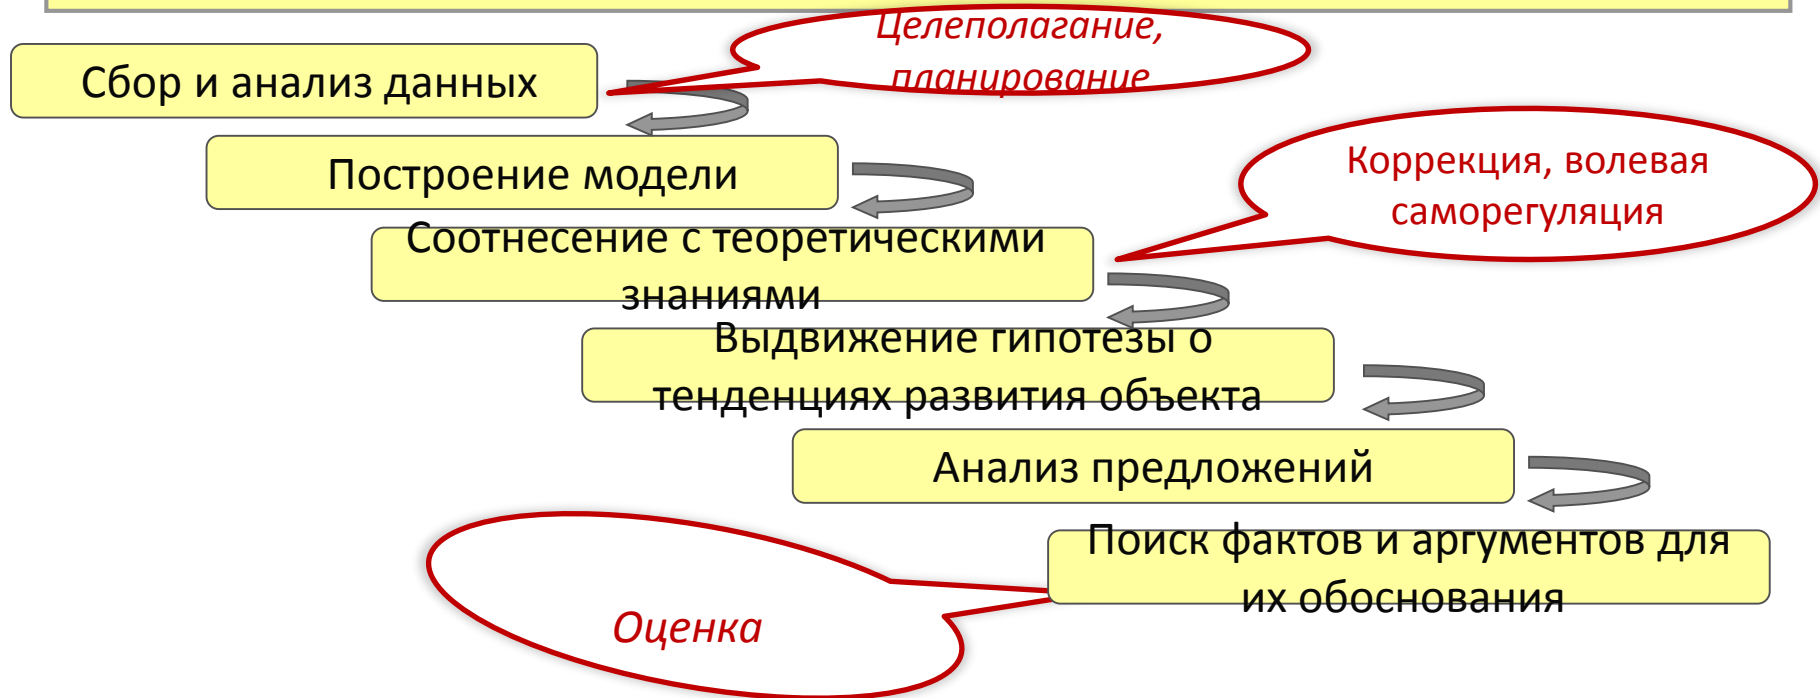 Целеполагание,
планирование
Сбор и анализ данных
Построение модели
Коррекция, волевая
саморегуляция
Соотнесение с теоретическими
знаниями
Выдвижение гипотезы о
тенденциях развития объекта
Анализ предложений
Поиск фактов и аргументов для
их обоснования
Оценка